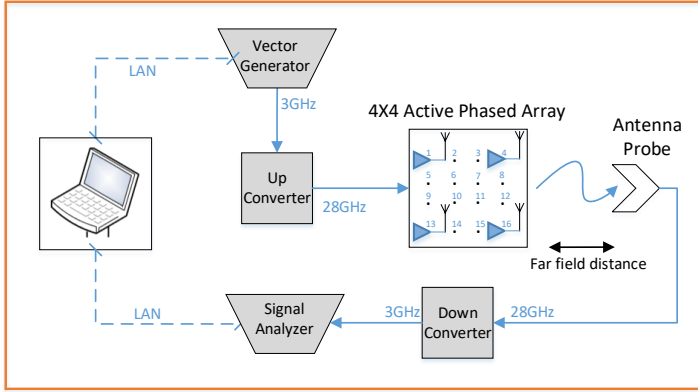 Vector
Generator
LAN
3GHz
4X4 Active Phased Array
Antenna
Probe
Up
Converter
28GHz
1 2 3 4
5 6 7 8
9 10 11 12
13 14 15 16
Far field distance
LAN
Signal
Analyzer
3GHz
Down
Converter
28GHz